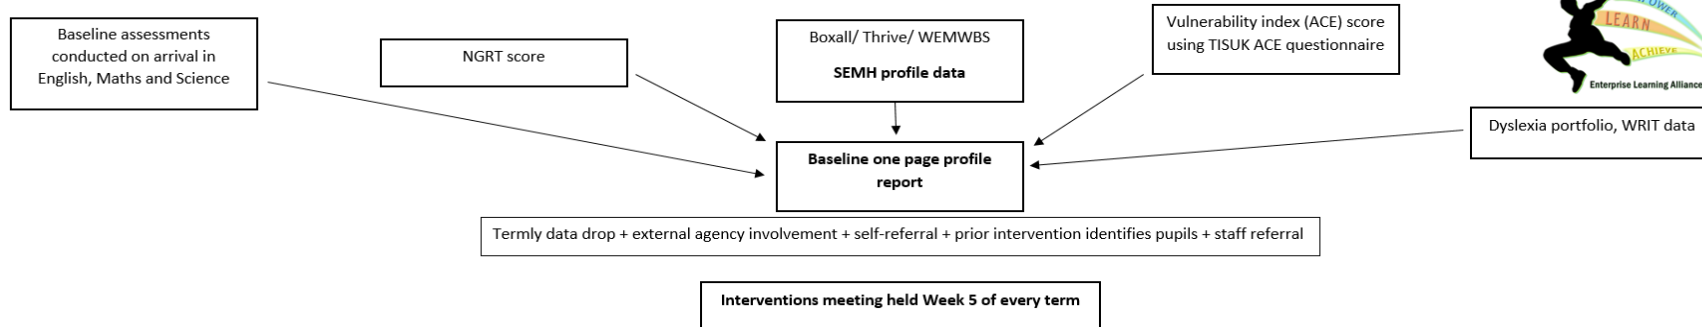 Baseline assessments
conducted on arrival in
English, Maths and Science
NGRT score
Boxall/ Thrive/ WEMWBS
SEMH profile data
Vulnerability index (ACE) score
using TISUK ACE questionnaire
LEARN
ACHIEVE
Enterprise Learning Alliance
Dyslexia portfolio, WRIT data
Baseline one page profile
report
Termly data drop + external agency involvement + self-referral + prior intervention identifies pupils + staff referral
Interventions meeting held Week 5 of every term